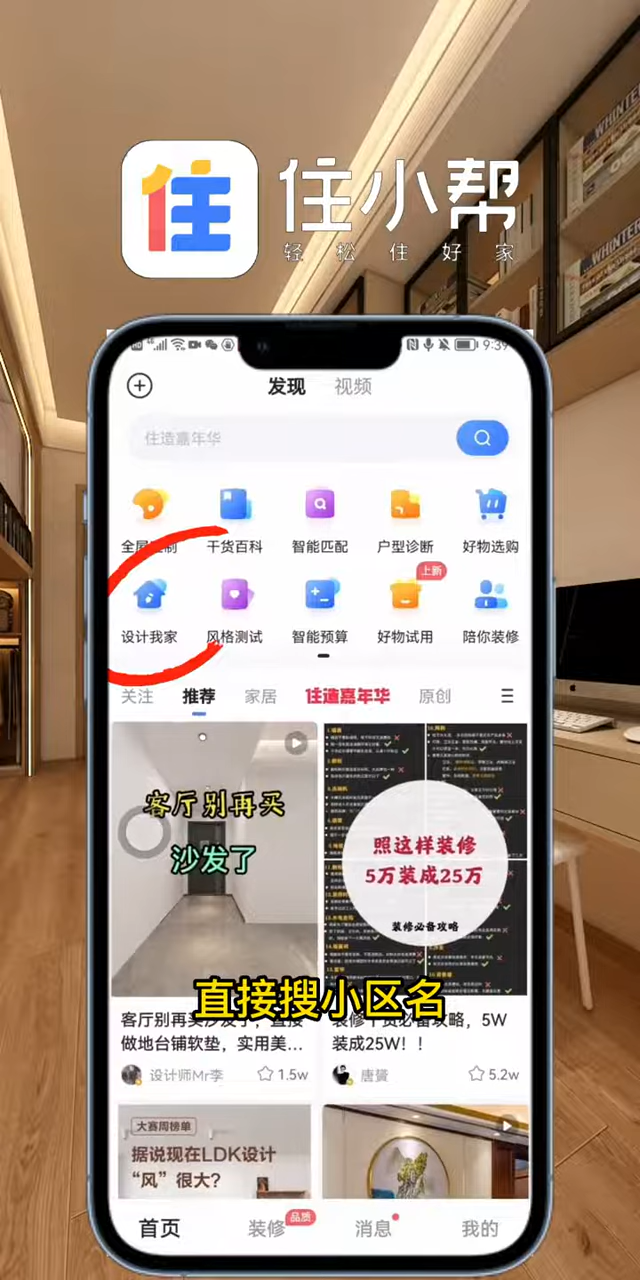 住
住小帮
轻松住好家
WHINTER
WHINTER
9:39
发现 视频
住造嘉年华
全屋定制 干货百科 智能匹配 户型诊断 好物选购
上新
设计我家 风格测试 智能预算 好物试用 陪你装修
关注 推荐 家居 住造嘉年华 原创
客厅别再买
沙发了
照这样装修
5万装成25万
装修必备攻略
直接搜小区名
客厅别再买沙发了，直接
做地台铺软垫，实用美...
装修干货必备攻略，5W
装成25W！！
设计师Mr李 1.5w
唐贇 5.2w
大赛周榜单
据说现在LDK设计
“风”很大？
首页 装修 品质 消息 我的